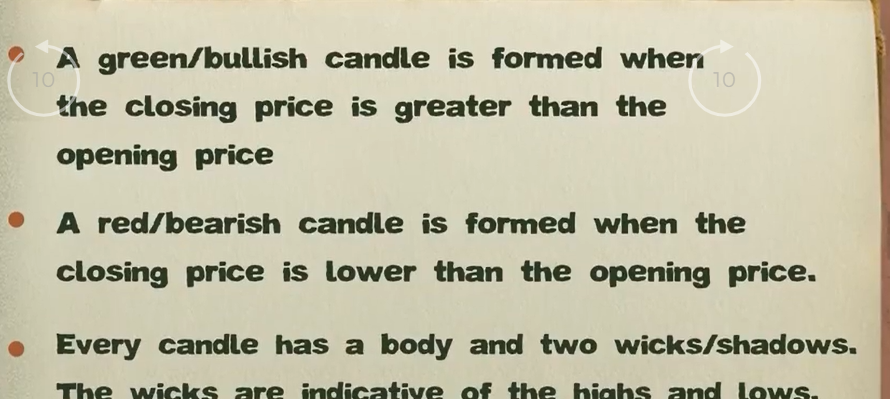 A green/bullish candle is formed when
the closing price is greater than the
opening price
A red/bearish candle is formed when the
closing price is lower than the opening price.
Every candle has a body and two wicks/shadows.
The wicks are indicative of the highs and lows.
10
10